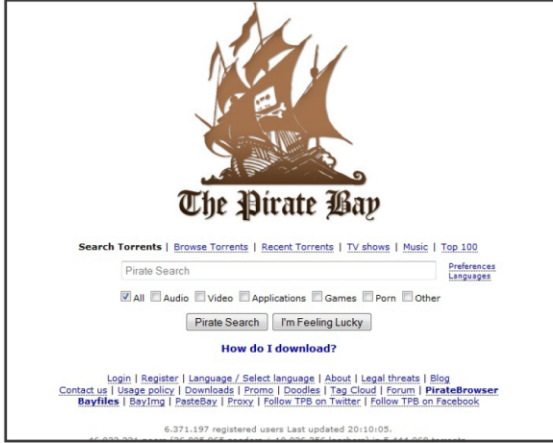 The Pirate Bay
Search Torrents | Browse Torrents | Recent Torrents | TV shows | Music | Top 100
Pirate Search
Preferences
Languages
All Audio Video Applications Games Porn Other
Pirate Search I'm Feeling Lucky
How do I download?
Login | Register | Language / Select language | About | Legal threats | Blog
Contact us | Usage policy | Downloads | Promo | Doodles | Tag Cloud | Forum | PirateBrowser
Bayfiles | BayImg | PasteBay | Proxy | Follow TPB on Twitter | Follow TPB on Facebook
6.371.197 registered users Last updated 20:10:05.